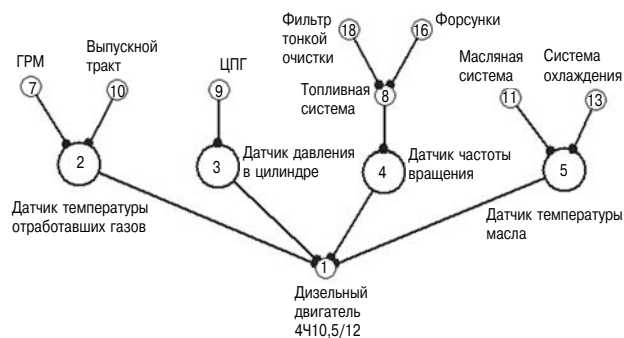 Фильтр
тонкой
очистки
Форсунки
18
16
ГРМ
Выпускной
тракт
ЦПГ
Топливная
система
Масляная
система
Система
охлаждения
7
10
9
8
11
13
2
3
4
5
Датчик давления
в цилиндре
Датчик частоты
вращения
Датчик температуры
отработавших газов
Датчик температуры
масла
1
Дизельный
двигатель
4Ч10,5/12